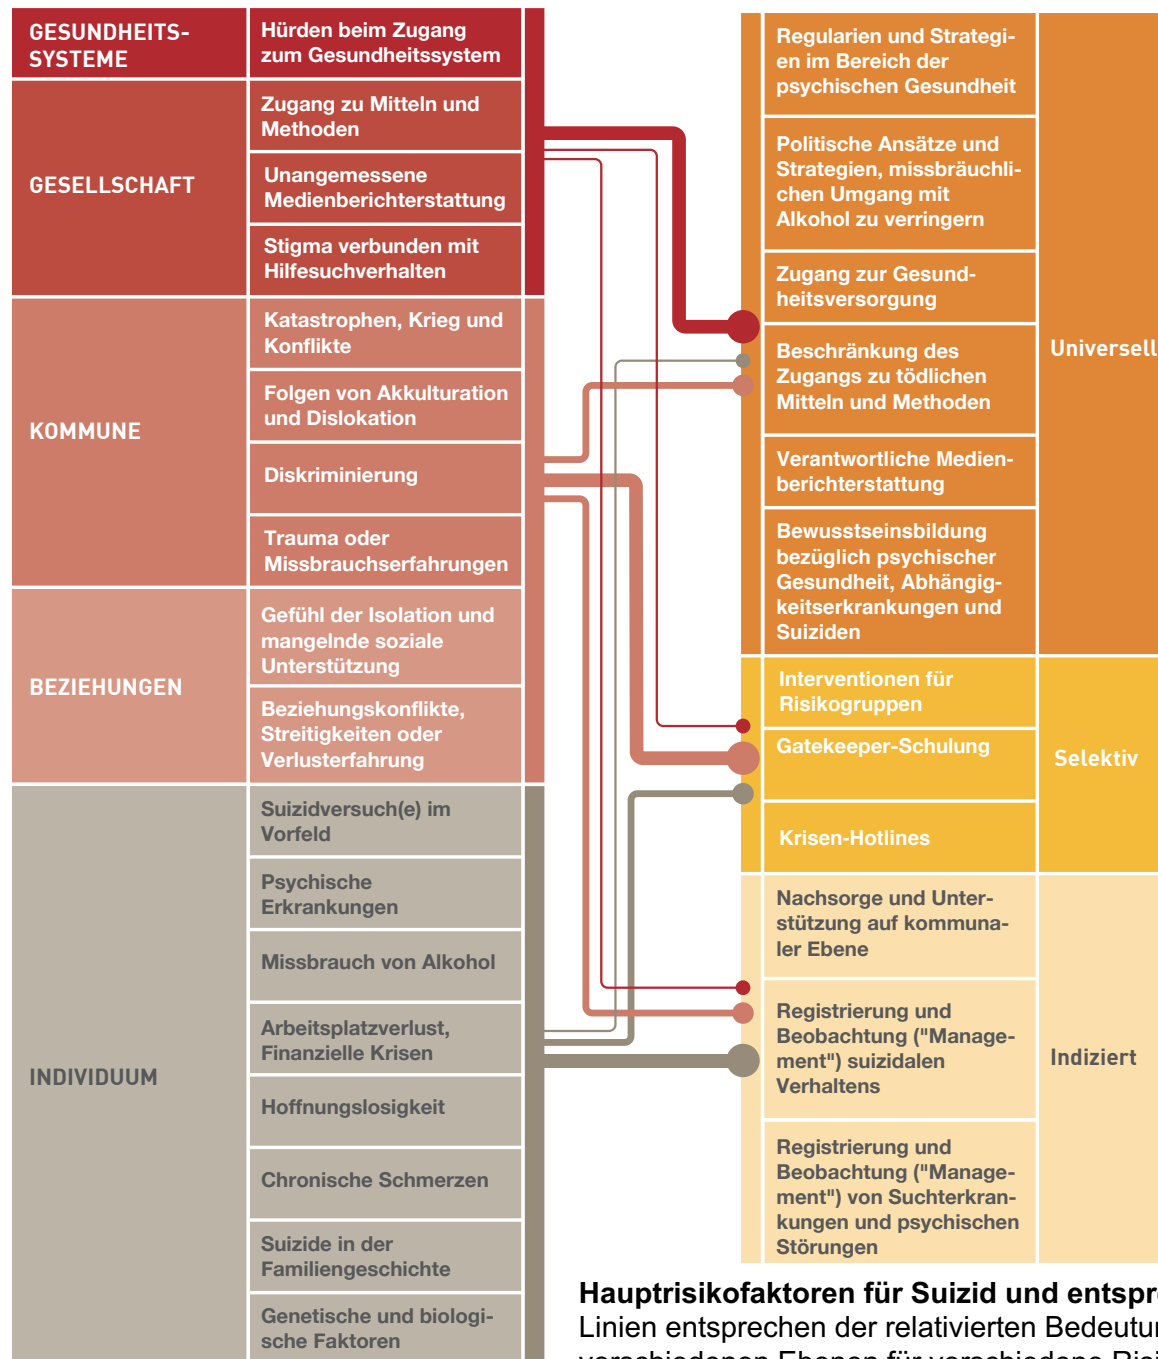 GESUNDHEITS-
SYSTEME
Hürden beim Zugang
zum Gesundheitssystem
GESELLSCHAFT
Zugang zu Mitteln und
Methoden
Unangemessene
Medienberichterstattung
Stigma verbunden mit
Hilfesuchverhalten
KOMMUNE
Katastrophen, Krieg und
Konflikte
Folgen von Akkulturation
und Dislokation
Diskriminierung
Trauma oder
Missbrauchserfahrungen
BEZIEHUNGEN
Gefühl der Isolation und
mangelnde soziale
Unterstützung
Beziehungskonflikte,
Streitigkeiten oder
Verlusterfahrung
INDIVIDUUM
Suizidversuch(e) im
Vorfeld
Psychische
Erkrankungen
Missbrauch von Alkohol
Arbeitsplatzverlust,
Finanzielle Krisen
Hoffnungslosigkeit
Chronische Schmerzen
Suizide in der
Familiengeschichte
Genetische und biologi-
sche Faktoren
Regularien und Strategi-
en im Bereich der
psychischen Gesundheit
Politische Ansätze und
Strategien, missbräuchli-
chen Umgang mit
Alkohol zu verringern
Zugang zur Gesund-
heitsversorgung
Beschränkung des
Zugangs zu tödlichen
Mitteln und Methoden
Verantwortliche Medien-
berichterstattung
Bewusstseinsbildung
bezüglich psychischer
Gesundheit, Abhängig-
keitserkrankungen und
Suiziden
Universell
Interventionen für
Risikogruppen
Gatekeeper-Schulung
Krisen-Hotlines
Selektiv
Nachsorge und Unter-
stützung auf kommuna-
ler Ebene
Registrierung und
Beobachtung ("Manage-
ment") suizidalen
Verhaltens
Registrierung und
Beobachtung ("Manage-
ment") von Suchterkran-
kungen und psychischen
Störungen
Indiziert
Hauptrisikofaktoren für Suizid und entspre
Linien entsprechen der relativierten Bedeutu
verschiedenen Ebenen für verschiedene Risi